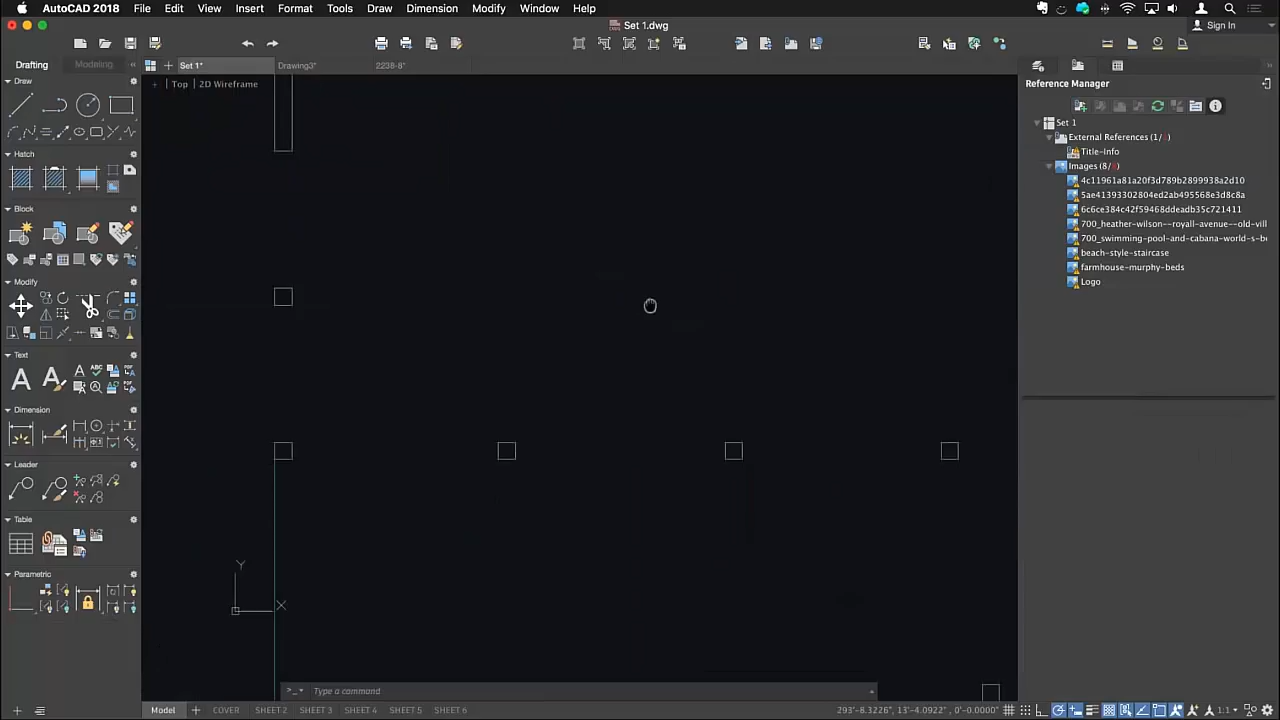 AutoCAD 2018 File Edit View Insert Format Tools Draw Dimension Modify Window Help
Set 1.dwg
Sign In
Drafting Modeling
Set 1* Drawing3* 2238-8*
Top | 2D Wireframe
Reference Manager
Draw
Set 1
External References (1/1)
Title-Info
Hatch
Images (8/8)
4c11961a81a20f3d789b2899938a2d10
5ae41393302804ed2ab495568e3d8c8a
6c6ce384c42f59468ddeadb35c721411
Block
700_heather-wilson--royall-avenue--old-vill
700_swimming-pool-and-cabana-world-s-be
beach-style-staircase
farmhouse-murphy-beds
Modify
Logo
Text
A
Dimension
Leader
Table
Parametric
Y
X
Type a command
Model COVER SHEET 2 SHEET 3 SHEET 4 SHEET 5 SHEET 6
293'-8.3226", 13'-4.0922", 0'-0.0000" 1:1